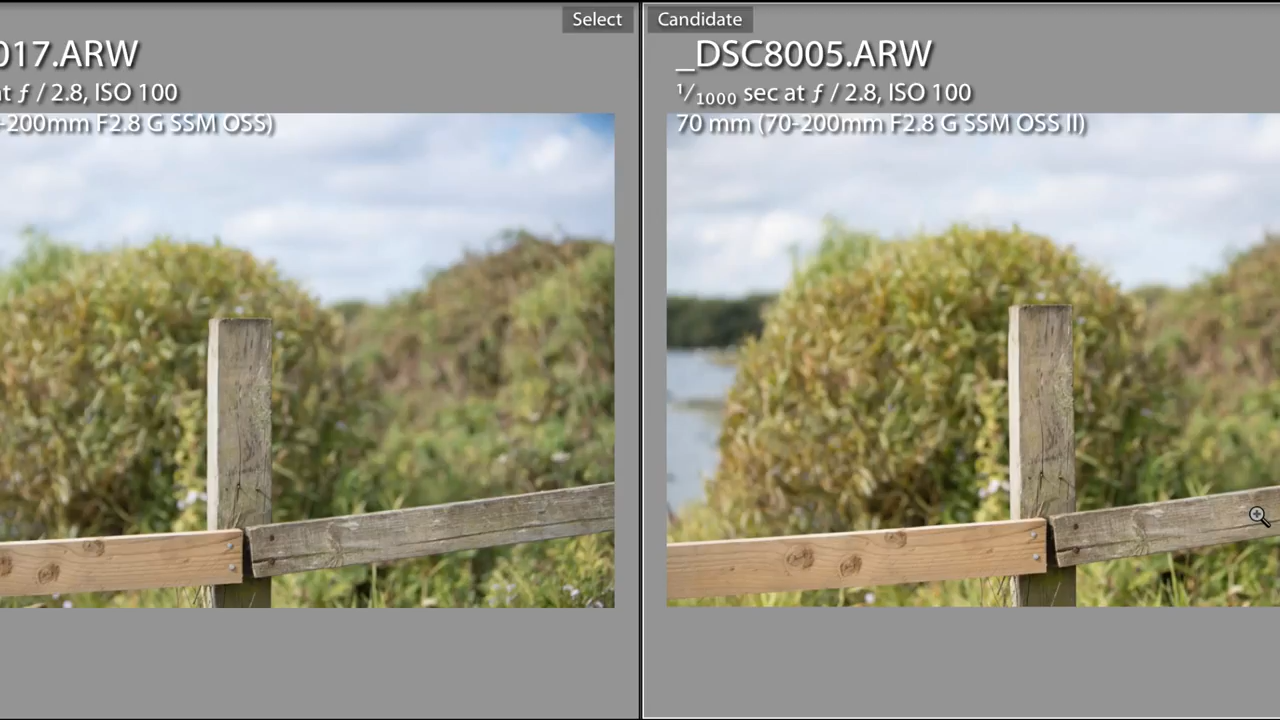 Select
017.ARW
at ƒ / 2.8, ISO 100
-200mm F2.8 G SSM OSS)
Candidate
_DSC8005.ARW
1/1000 sec at ƒ / 2.8, ISO 100
70 mm (70-200mm F2.8 G SSM OSS II)